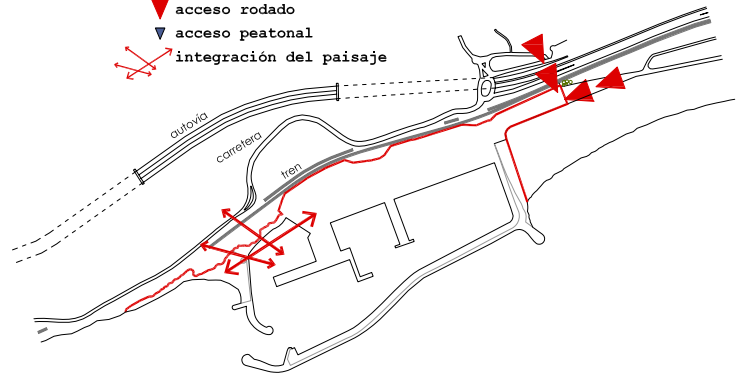 acceso rodado
acceso peatonal
integración del paisaje
autovia
carretera
tren